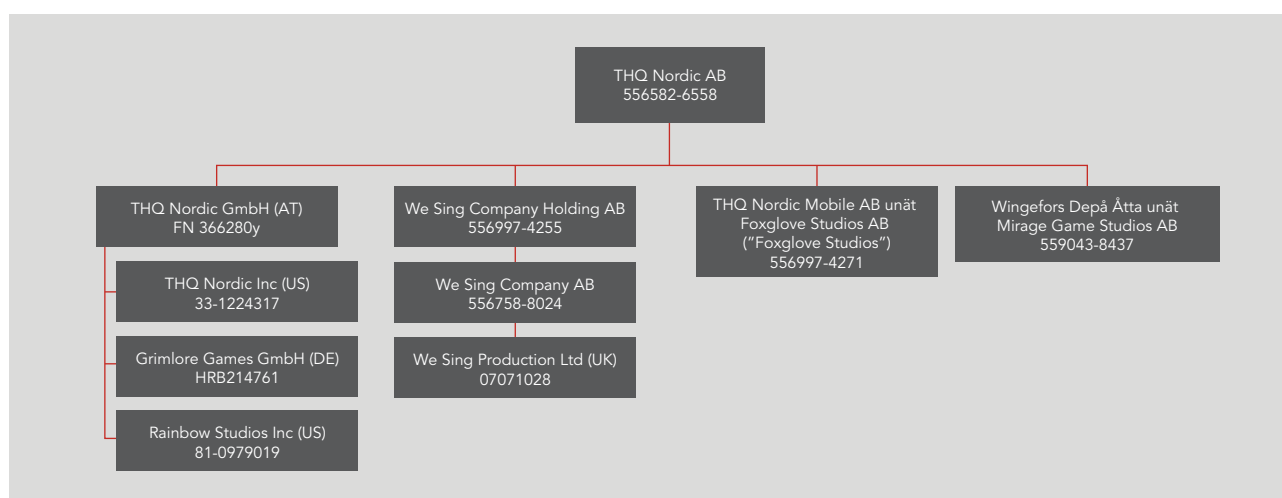 THQ Nordic AB
556582-6558
THQ Nordic GmbH (AT)
FN 366280y
THQ Nordic Inc (US)
33-1224317
Grimlore Games GmbH (DE)
HRB214761
Rainbow Studios Inc (US)
81-0979019
We Sing Company Holding AB
556997-4255
We Sing Company AB
556758-8024
We Sing Production Ltd (UK)
07071028
THQ Nordic Mobile AB unät
Foxglove Studios AB
(”Foxglove Studios”)
556997-4271
Wingefors Depå Åtta unät
Mirage Game Studios AB
559043-8437